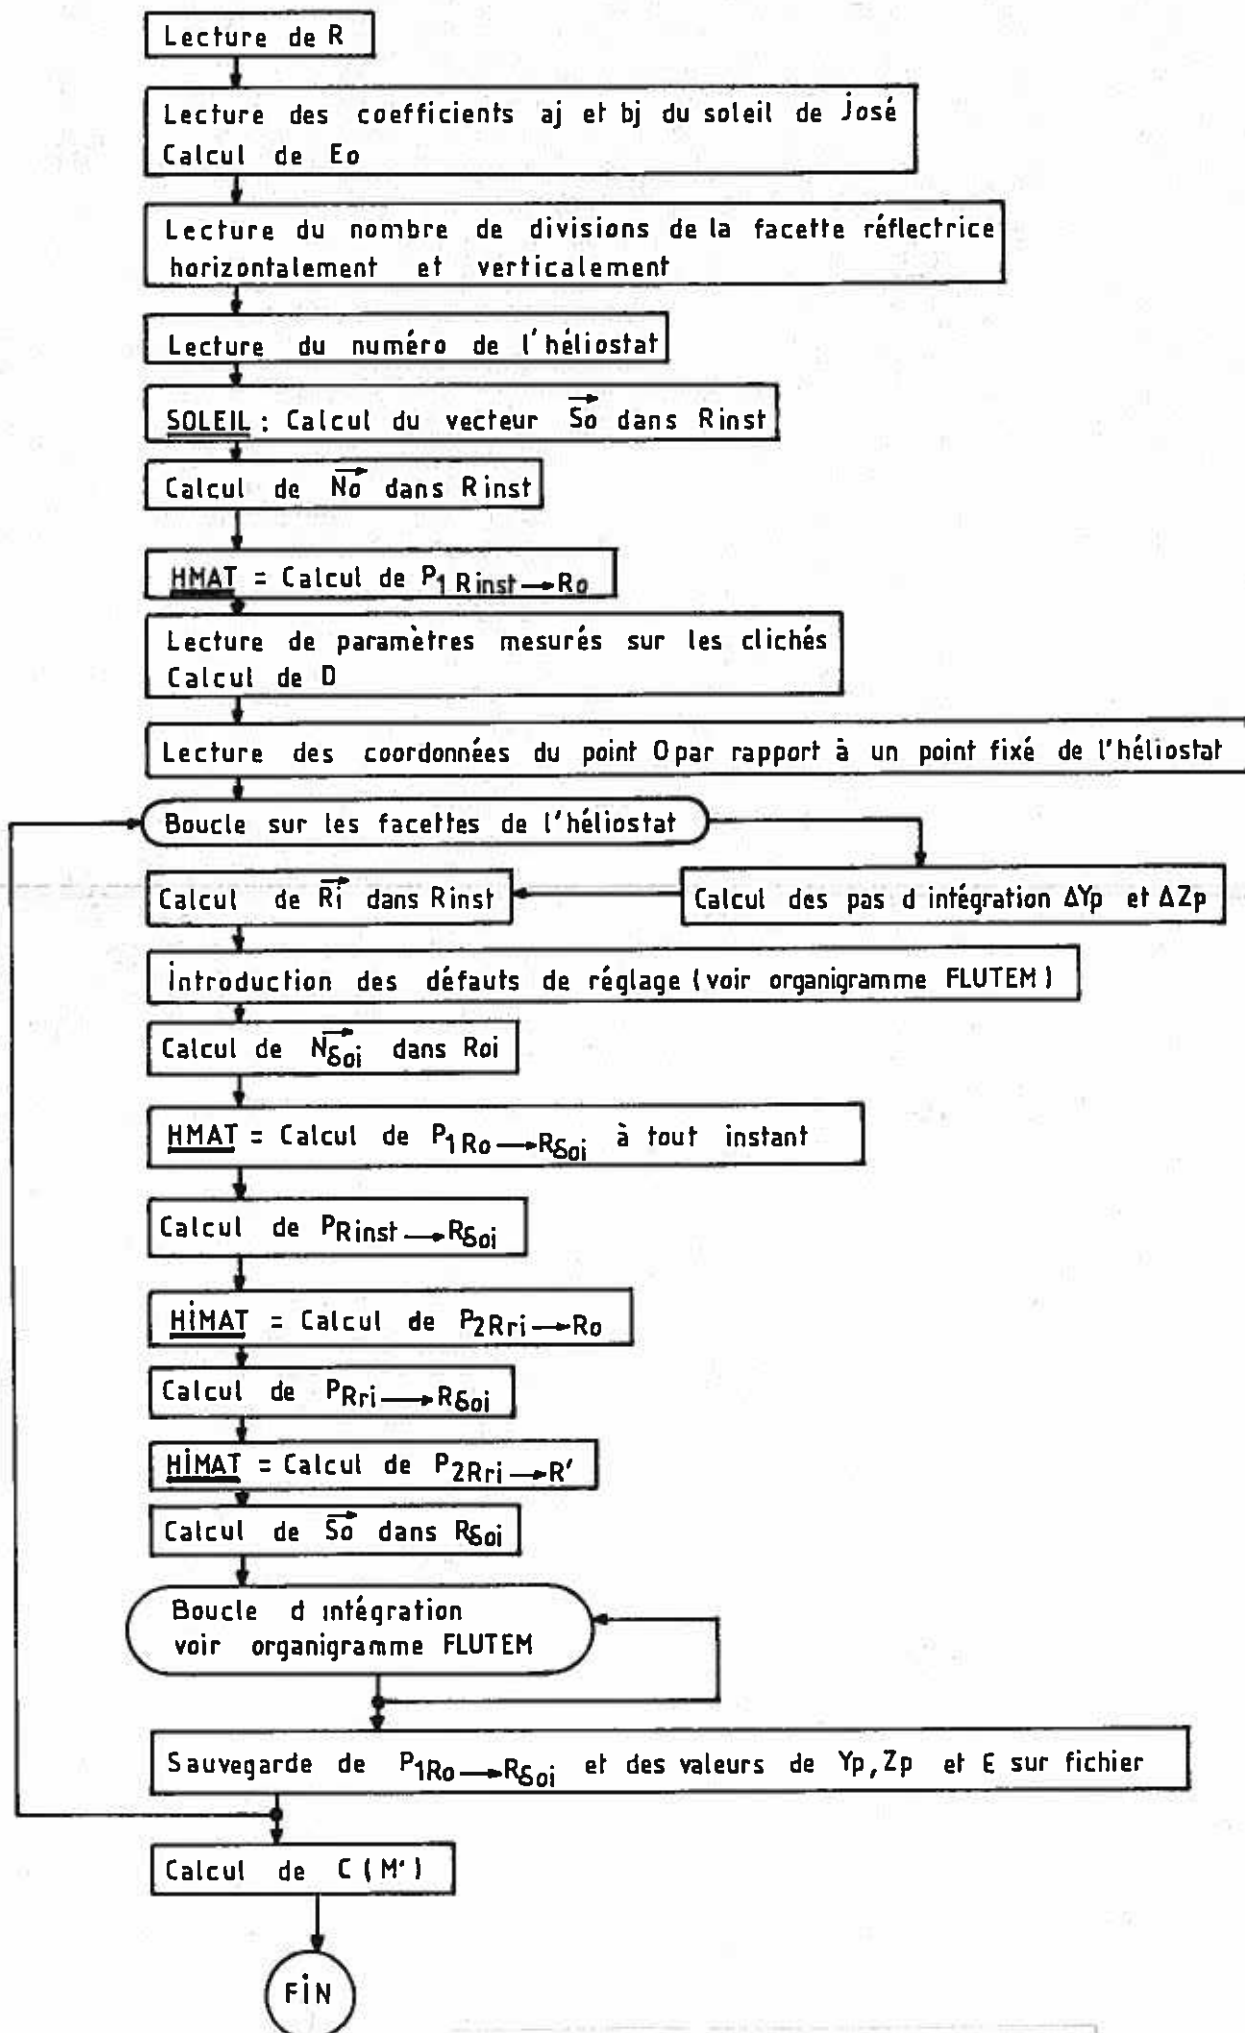 Lecture de R
Lecture des coefficients aj et bj du soleil de José
Calcul de Eo
Lecture du nombre de divisions de la facette réflectrice
horizontalement et verticalement
Lecture du numéro de l'héliostat
SOLEIL : Calcul du vecteur So dans Rinst
Calcul de No dans Rinst
HMAT = Calcul de P1 Rinst → Ro
Lecture de paramètres mesurés sur les clichés
Calcul de D
Lecture des coordonnées du point O par rapport à un point fixé de l'héliostat
Boucle sur les facettes de l'héliostat
Calcul de Ri dans Rinst
Calcul des pas d intégration ΔYp et ΔZp
introduction des défauts de réglage (voir organigramme FLUTEM)
Calcul de Nδoi dans Roi
HMAT = Calcul de P1Ro → Rδoi à tout instant
Calcul de PRinst → Rδoi
HiMAT = Calcul de P2Rri → Ro
Calcul de PRri → Rδoi
HiMAT = Calcul de P2Rri → R'
Calcul de So dans Rδoi
Boucle d intégration
voir organigramme FLUTEM
Sauvegarde de P1Ro → Rδoi et des valeurs de Yp, Zp et E sur fichier
Calcul de C (M')
FiN